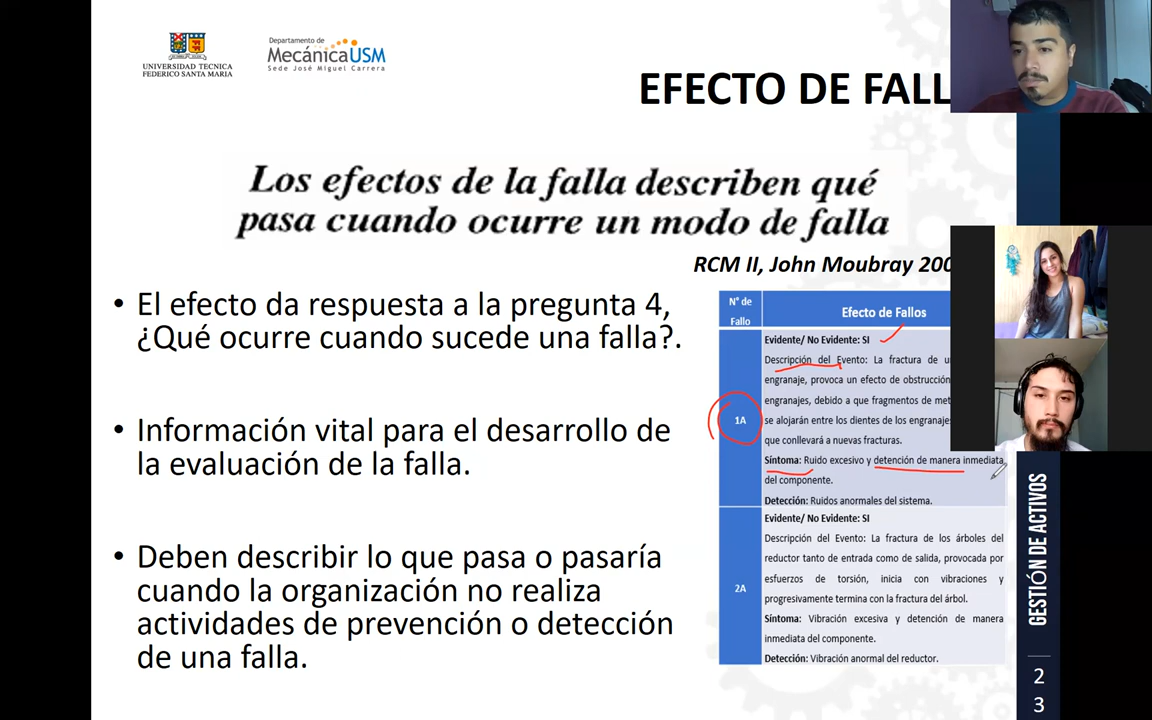 UNIVERSIDAD TECNICA
FEDERICO SANTA MARIA
Departamento de
MecánicaUSM
Sede José Miguel Carrera
EFECTO DE FALL
Los efectos de la falla describen qué
pasa cuando ocurre un modo de falla
RCM II, John Moubray 200
• El efecto da respuesta a la pregunta 4,
¿Qué ocurre cuando sucede una falla?.
• Información vital para el desarrollo de
la evaluación de la falla.
• Deben describir lo que pasa o pasaría
cuando la organización no realiza
actividades de prevención o detección
de una falla.
N° de
Fallo
Efecto de Fallos
1A
Evidente/ No Evidente: SI
Descripción del Evento: La fractura de u
engranaje, provoca un efecto de obstrucción
engranajes, debido a que fragmentos de met
se alojarán entre los dientes de los engranajes
que conllevará a nuevas fracturas.
Síntoma: Ruido excesivo y detención de manera inmediata
del componente.
Detección: Ruidos anormales del sistema.
2A
Evidente/ No Evidente: SI
Descripción del Evento: La fractura de los árboles del
reductor tanto de entrada como de salida, provocada por
esfuerzos de torsión, inicia con vibraciones y
progresivamente termina con la fractura del árbol.
Síntoma: Vibración excesiva y detención de manera
inmediata del componente.
Detección: Vibración anormal del reductor.
GESTIÓN DE ACTIVOS
2
3